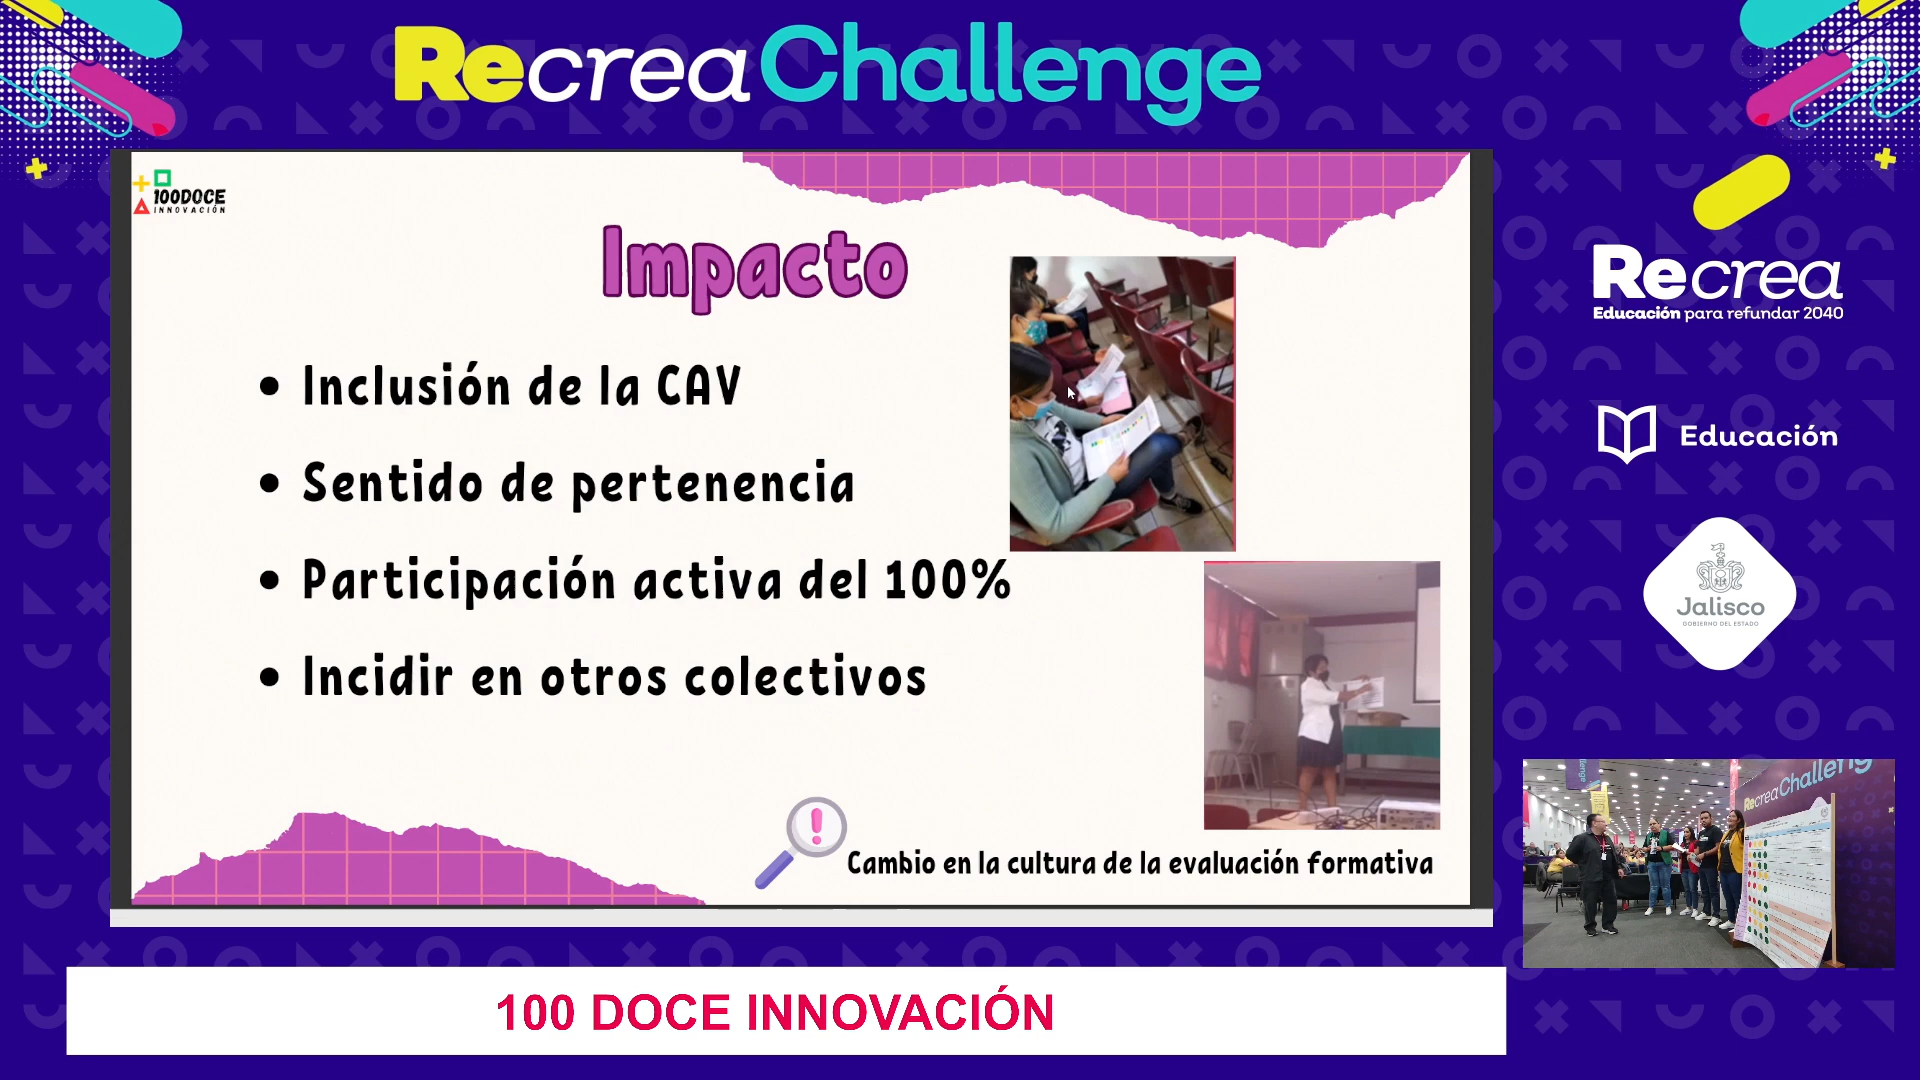 RecreaChallenge
100DOCE
INNOVACIÓN
Impacto
• Inclusión de la CAV
• Sentido de pertenencia
• Participación activa del 100%
• Incidir en otros colectivos
Cambio en la cultura de la evaluación formativa
Recrea
Educación para refundar 2040
Educación
Jalisco
GOBIERNO DEL ESTADO
RecreaChalleng
100 DOCE INNOVACIÓN